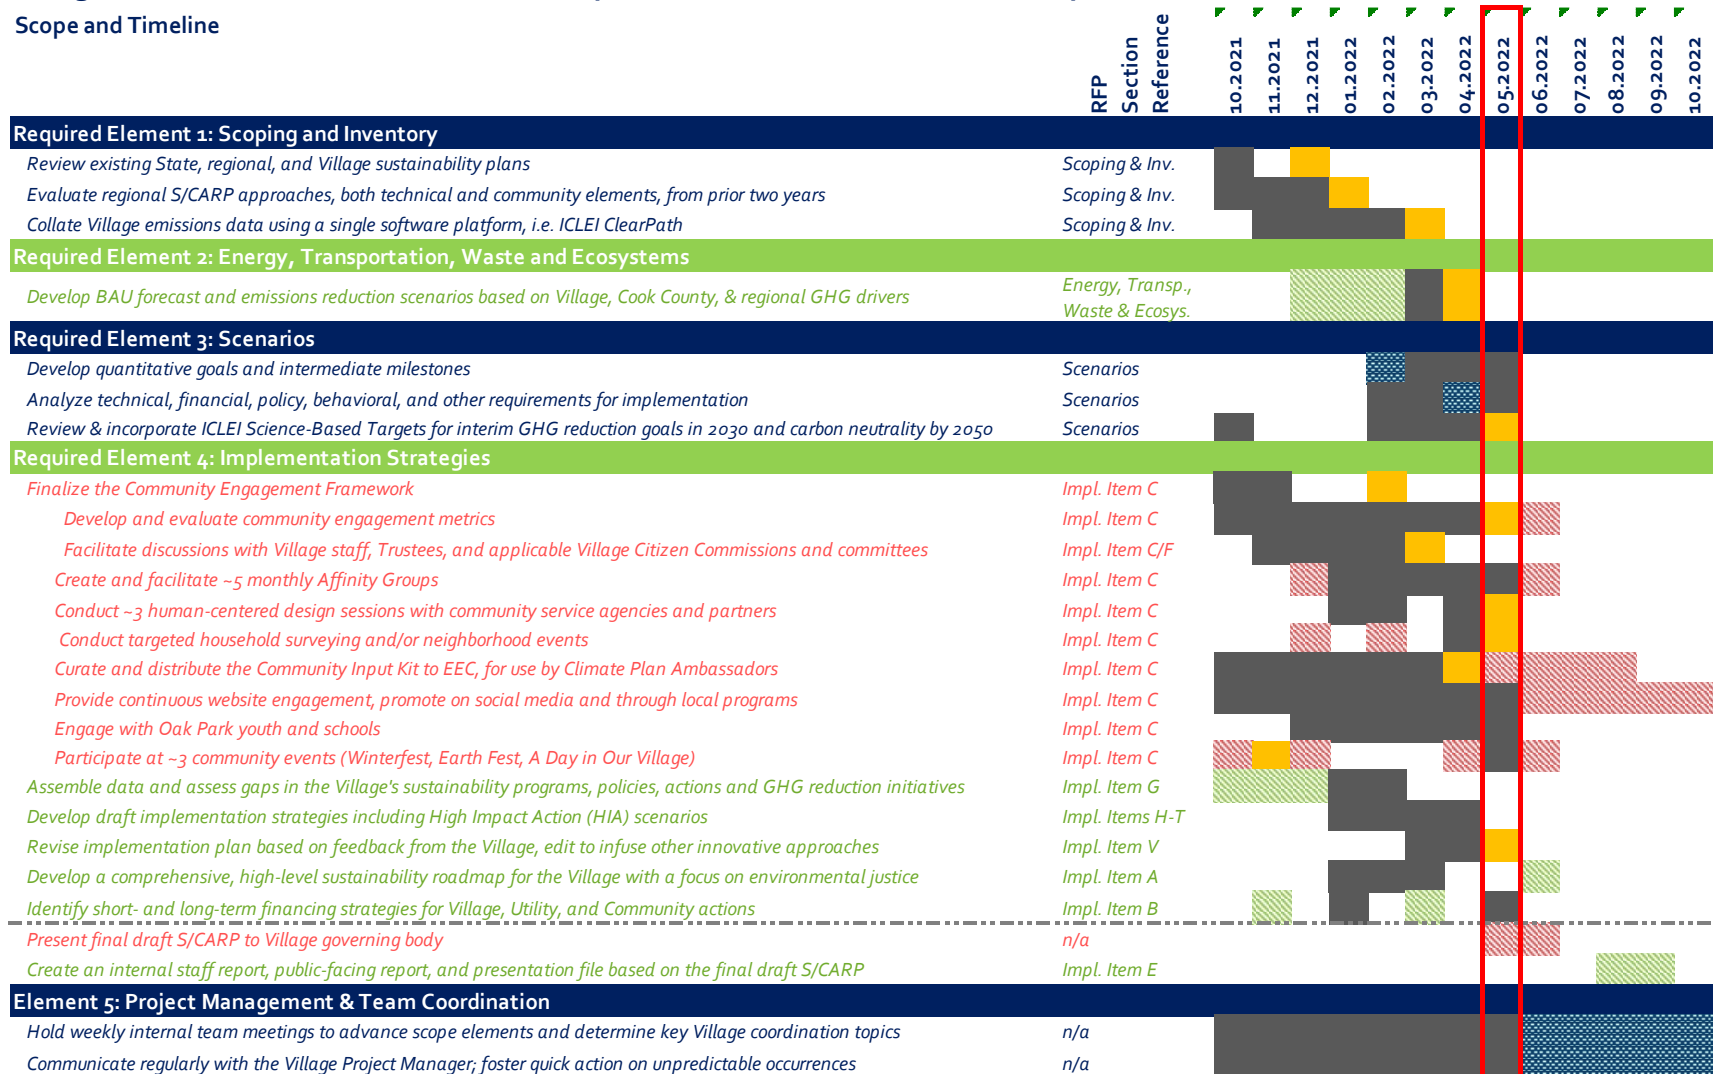 Scope and Timeline
RFP
Section
Reference
10.2021
11.2021
12.2021
01.2022
02.2022
03.2022
04.2022
05.2022
06.2022
07.2022
08.2022
09.2022
10.2022
Required Element 1: Scoping and Inventory
Review existing State, regional, and Village sustainability plans Scoping & Inv.
Evaluate regional S/CARP approaches, both technical and community elements, from prior two years Scoping & Inv.
Collate Village emissions data using a single software platform, i.e. ICLEI ClearPath Scoping & Inv.
Required Element 2: Energy, Transportation, Waste and Ecosystems
Develop BAU forecast and emissions reduction scenarios based on Village, Cook County, & regional GHG drivers Energy, Transp.,
Waste & Ecosys.
Required Element 3: Scenarios
Develop quantitative goals and intermediate milestones Scenarios
Analyze technical, financial, policy, behavioral, and other requirements for implementation Scenarios
Review & incorporate ICLEI Science-Based Targets for interim GHG reduction goals in 2030 and carbon neutrality by 2050 Scenarios
Required Element 4: Implementation Strategies
Finalize the Community Engagement Framework Impl. Item C
Develop and evaluate community engagement metrics Impl. Item C
Facilitate discussions with Village staff, Trustees, and applicable Village Citizen Commissions and committees Impl. Item C/F
Create and facilitate ~5 monthly Affinity Groups Impl. Item C
Conduct ~3 human-centered design sessions with community service agencies and partners Impl. Item C
Conduct targeted household surveying and/or neighborhood events Impl. Item C
Curate and distribute the Community Input Kit to EEC, for use by Climate Plan Ambassadors Impl. Item C
Provide continuous website engagement, promote on social media and through local programs Impl. Item C
Engage with Oak Park youth and schools Impl. Item C
Participate at ~3 community events (Winterfest, Earth Fest, A Day in Our Village) Impl. Item C
Assemble data and assess gaps in the Village's sustainability programs, policies, actions and GHG reduction initiatives Impl. Item G
Develop draft implementation strategies including High Impact Action (HIA) scenarios Impl. Items H-T
Revise implementation plan based on feedback from the Village, edit to infuse other innovative approaches Impl. Item V
Develop a comprehensive, high-level sustainability roadmap for the Village with a focus on environmental justice Impl. Item A
Identify short- and long-term financing strategies for Village, Utility, and Community actions Impl. Item B
Present final draft S/CARP to Village governing body n/a
Create an internal staff report, public-facing report, and presentation file based on the final draft S/CARP Impl. Item E
Element 5: Project Management & Team Coordination
Hold weekly internal team meetings to advance scope elements and determine key Village coordination topics n/a
Communicate regularly with the Village Project Manager; foster quick action on unpredictable occurrences n/a